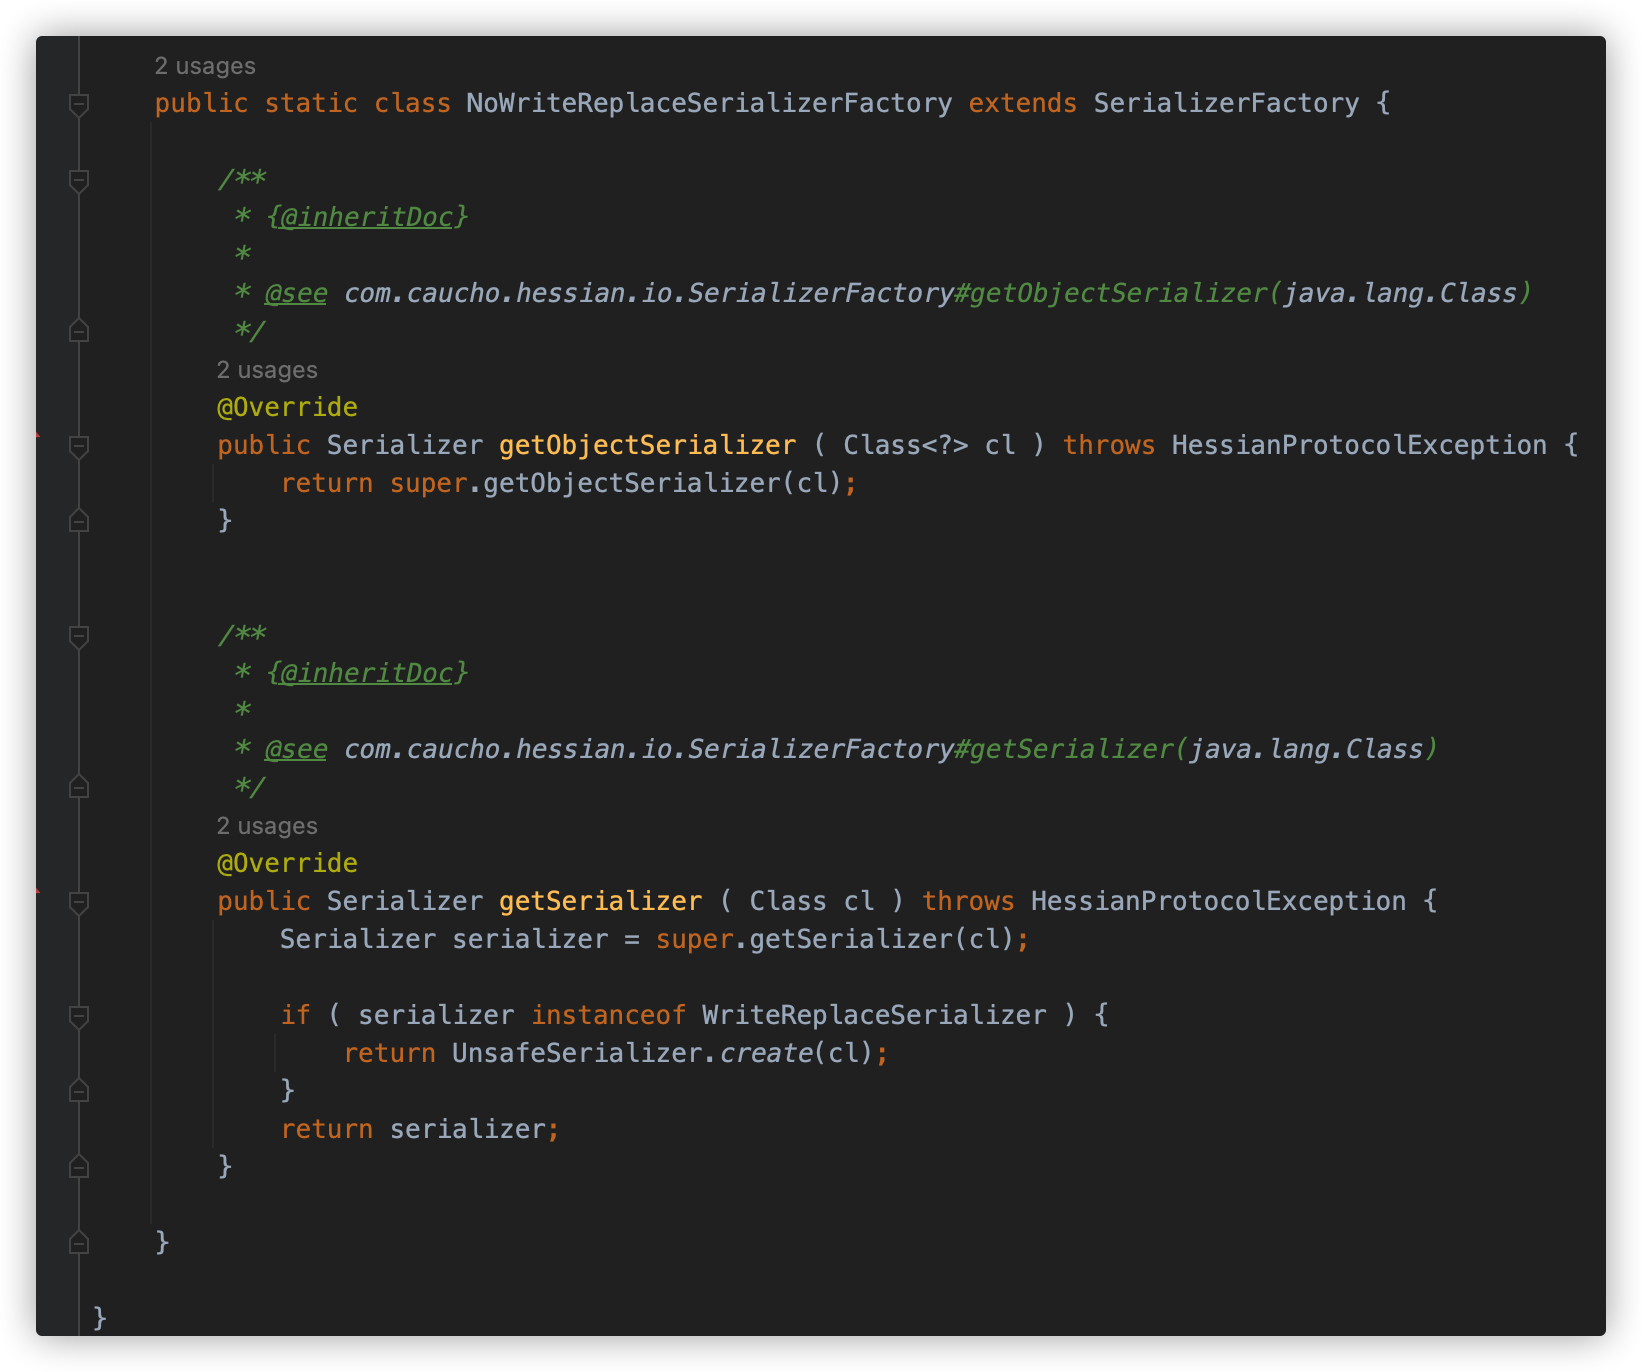 2 usages
public static class NoWriteReplaceSerializerFactory extends SerializerFactory {
/**
* {@inheritDoc}
*
* @see com.caucho.hessian.io.SerializerFactory#getObjectSerializer(java.lang.Class)
*/
2 usages
@Override
public Serializer getObjectSerializer ( Class<?> cl ) throws HessianProtocolException {
return super.getObjectSerializer(cl);
}
/**
* {@inheritDoc}
*
* @see com.caucho.hessian.io.SerializerFactory#getSerializer(java.lang.Class)
*/
2 usages
@Override
public Serializer getSerializer ( Class cl ) throws HessianProtocolException {
Serializer serializer = super.getSerializer(cl);
if ( serializer instanceof WriteReplaceSerializer ) {
return UnsafeSerializer.create(cl);
}
return serializer;
}
}
}